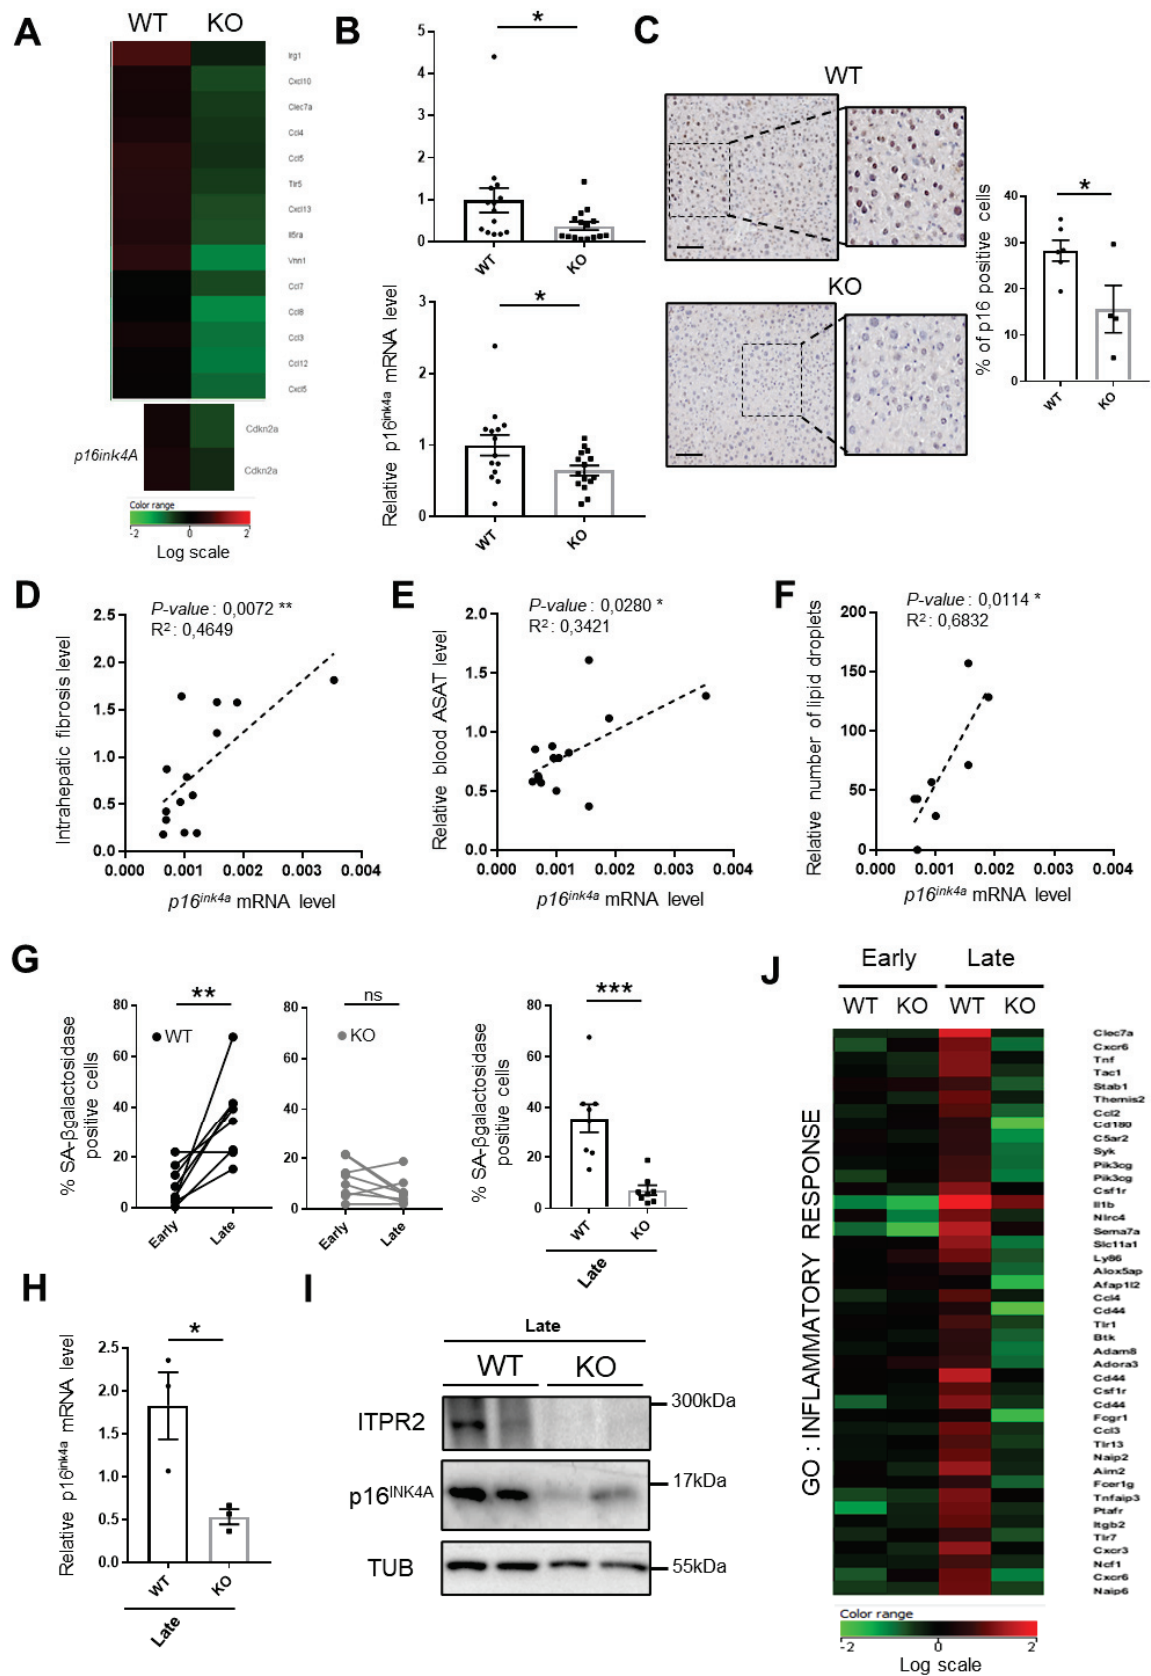 A
WT KO
Irg1
Cxcl10
Clec7a
Ccl4
Ccl5
Tlr5
Cxcl13
Il5ra
Vnn1
Ccl7
Ccl8
Ccl3
Ccl12
Cxcl5
p16ink4A
Cdkn2a
Cdkn2a
Color range
-2 0 2
Log scale
B
*
5
4
3
2
1
0
WT KO
*
Relative p16ink4a mRNA level
3
2
1
0
WT KO
C
WT
KO
*
% of p16 positive cells
40
30
20
10
0
WT KO
D
P-value : 0,0072 **
R2 : 0,4649
Intrahepatic fibrosis level
2.5
2.0
1.5
1.0
0.5
0.0
0.000 0.001 0.002 0.003 0.004
p16ink4a mRNA level
E
P-value : 0,0280 *
R2 : 0,3421
Relative blood ASAT level
2.0
1.5
1.0
0.5
0.0
0.000 0.001 0.002 0.003 0.004
p16ink4a mRNA level
F
P-value : 0,0114 *
R2 : 0,6832
Relative number of lipid droplets
200
150
100
50
0
0.000 0.001 0.002 0.003 0.004
p16ink4a mRNA level
G
**
% SA-βgalactosidase
positive cells
80
60
40
20
0
WT
Early Late
ns
80
60
40
20
0
KO
Early Late
***
% SA-βgalactosidase
positive cells
80
60
40
20
0
WT KO
Late
H
*
Relative p16ink4a mRNA level
2.5
2.0
1.5
1.0
0.5
0.0
WT KO
Late
I
Late
WT KO
ITPR2
300kDa
p16INK4A
17kDa
TUB
55kDa
J
Early Late
WT KO WT KO
GO : INFLAMMATORY RESPONSE
Clec7a
Cxcr6
Tnf
Tac1
Stab1
Themis2
Ccl2
Cd180
C5ar2
Syk
Pik3cg
Pik3cg
Csf1r
Il1b
Nlrc4
Sema7a
Slc11a1
Ly86
Alox5ap
Afap1l2
Ccl4
Cd44
Tlr1
Btk
Adam8
Adora3
Cd44
Csf1r
Cd44
Fcgr1
Ccl3
Tlr13
Naip2
Aim2
Fcer1g
Tnfaip3
Ptafr
Itgb2
Tlr7
Cxcr3
Ncf1
Cxcr6
Naip6
Color range
-2 0 2
Log scale